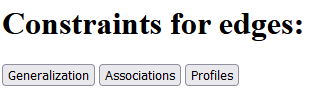 Constraints for edges:
Generalization Associations Profiles